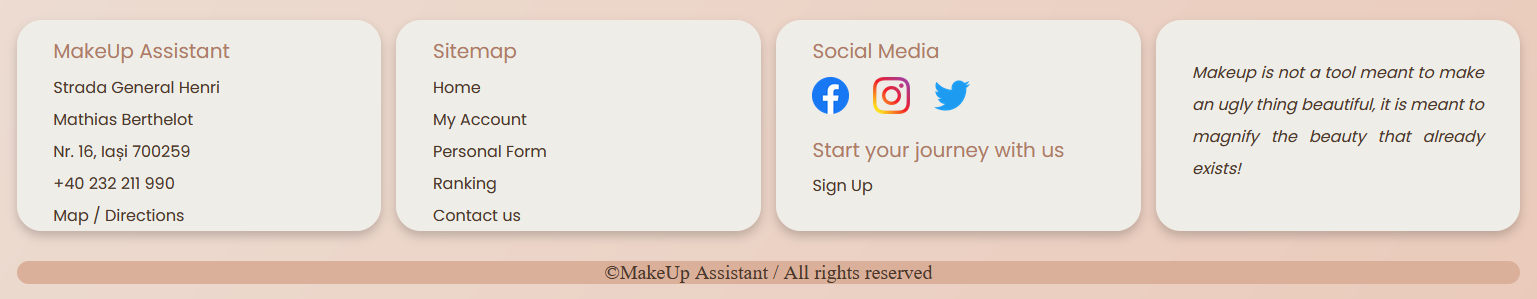 MakeUp Assistant
Strada General Henri
Mathias Berthelot
Nr. 16, Iași 700259
+40 232 211 990
Map / Directions
Sitemap
Home
My Account
Personal Form
Ranking
Contact us
Social Media
Start your journey with us
Sign Up
Makeup is not a tool meant to make
an ugly thing beautiful, it is meant to
magnify the beauty that already
exists!
©MakeUp Assistant / All rights reserved